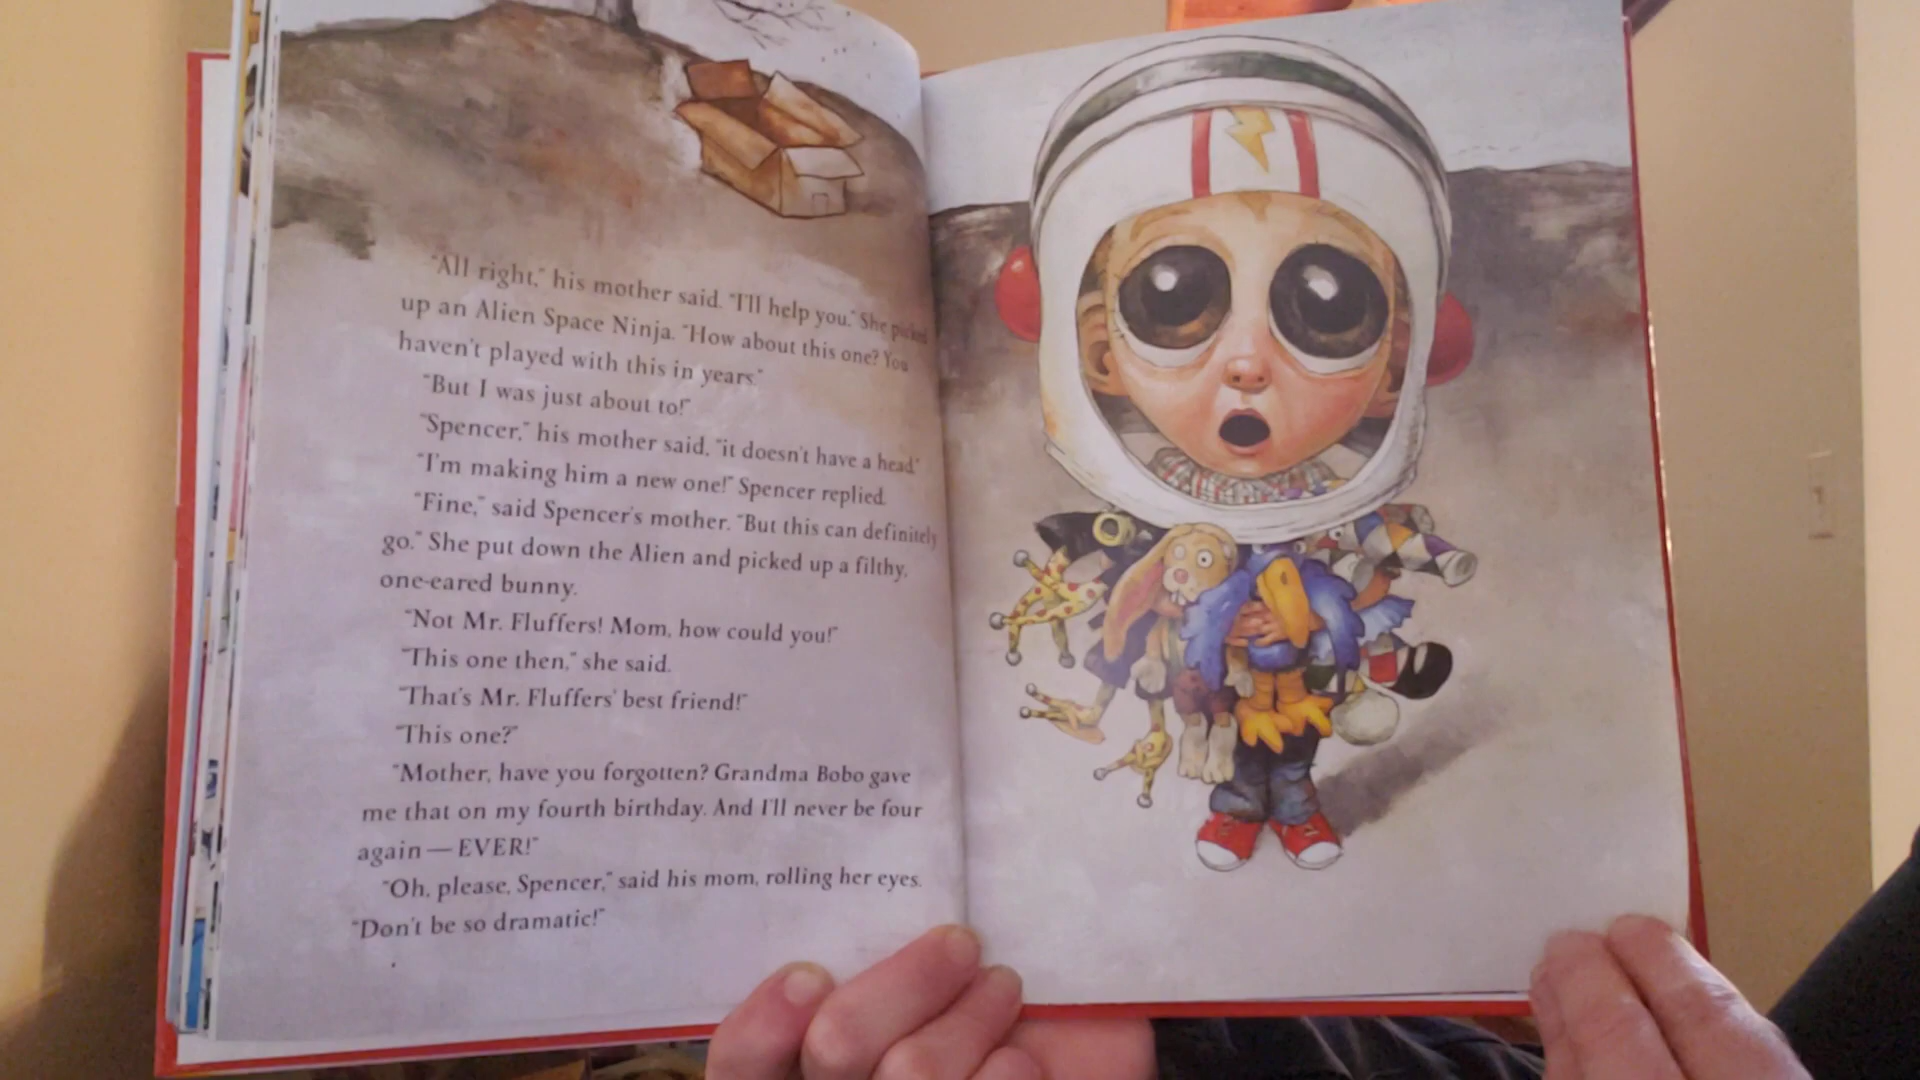 "All right," his mother said. "I'll help you." She picked
up an Alien Space Ninja. "How about this one? You
haven't played with this in years."
"But I was just about to!"
"Spencer," his mother said, "it doesn't have a head."
"I'm making him a new one!" Spencer replied.
"Fine," said Spencer's mother. "But this can definitely
go." She put down the Alien and picked up a filthy,
one-eared bunny.
"Not Mr. Fluffers! Mom, how could you!"
"This one then," she said.
"That's Mr. Fluffers' best friend!"
"This one?"
"Mother, have you forgotten? Grandma Bobo gave
me that on my fourth birthday. And I'll never be four
again — EVER!"
"Oh, please, Spencer," said his mom, rolling her eyes.
"Don't be so dramatic!"